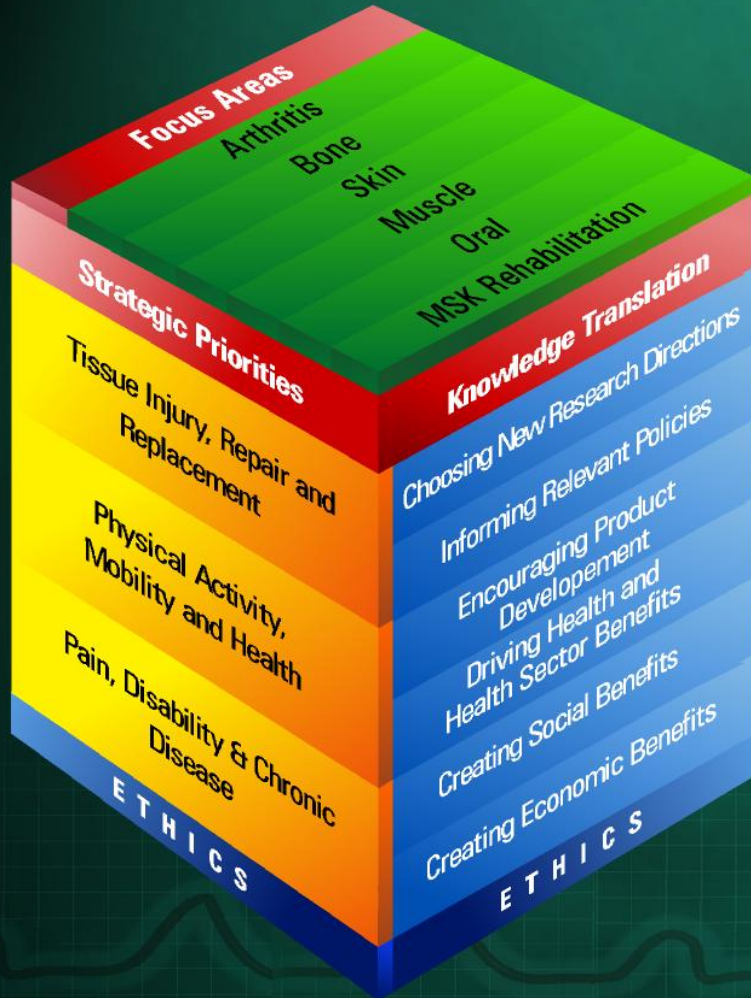 Focus Areas
Arthritis
Bone
Skin
Muscle
Oral
MSK Rehabilitation
Strategic Priorities
Tissue Injury, Repair and
Replacement
Physical Activity,
Mobility and Health
Pain, Disability & Chronic
Disease
ETHICS
Knowledge Translation
Choosing New Research Directions
Informing Relevant Policies
Encouraging Product
Developement
Driving Health and
Health Sector Benefits
Creating Social Benefits
Creating Economic Benefits
ETHICS